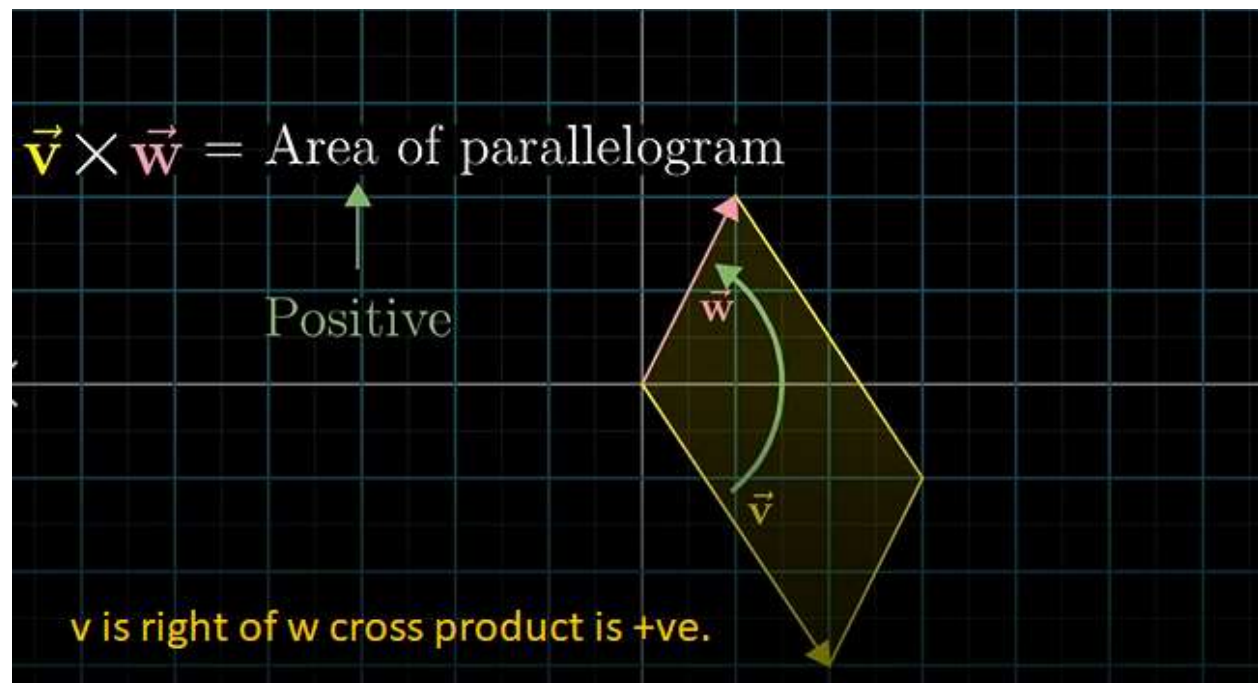 v⃗ × w⃗ = Area of parallelogram
Positive
w⃗
v⃗
v is right of w cross product is +ve.